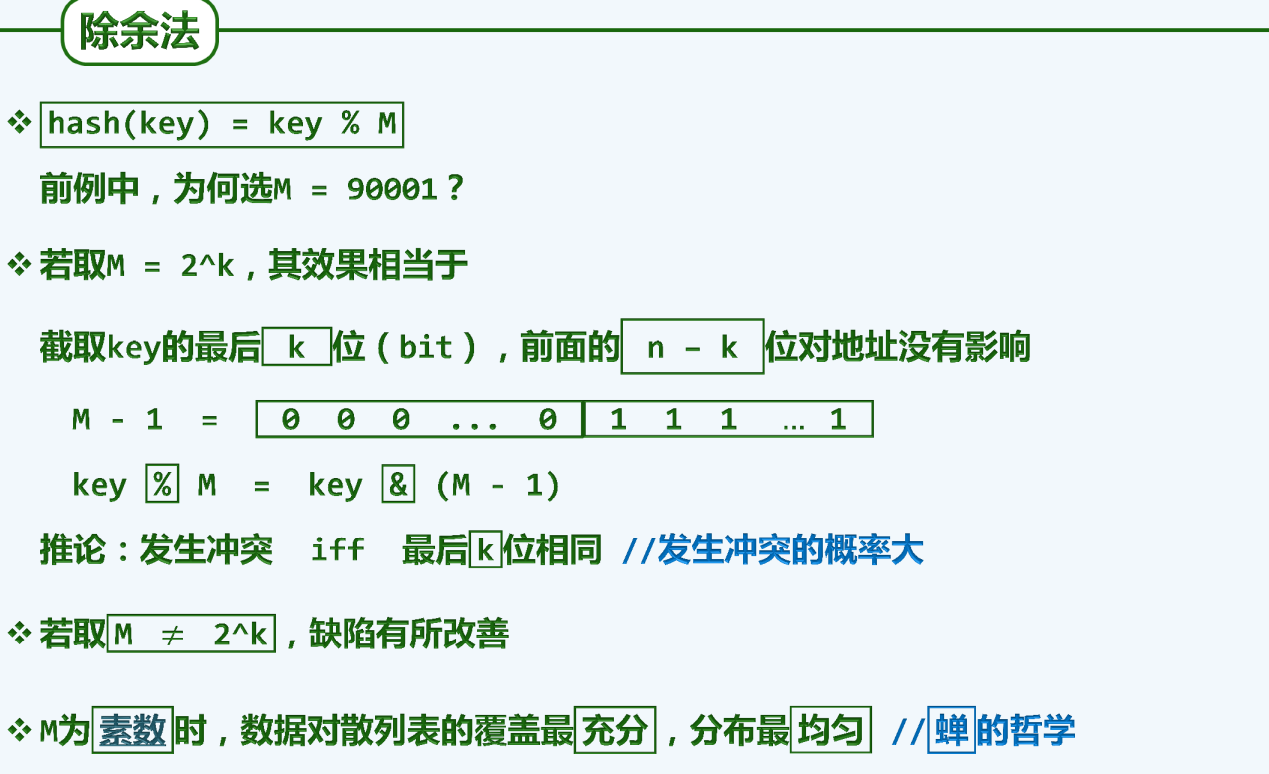 除余法
❖ hash(key) = key % M
前例中，为何选M = 90001？
❖ 若取M = 2^k，其效果相当于
截取key的最后 k 位（bit），前面的 n – k 位对地址没有影响
M - 1 = 0 0 0 ... 0 1 1 1 … 1
key % M = key & (M - 1)
推论：发生冲突 iff 最后k位相同 //发生冲突的概率大
❖ 若取M ≠ 2^k，缺陷有所改善
❖ M为素数时，数据对散列表的覆盖最充分，分布最均匀 //蝉的哲学